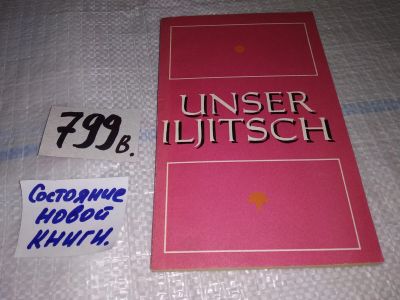 UNSER
ILJITSCH
799в.
Состояние
новой
книги.